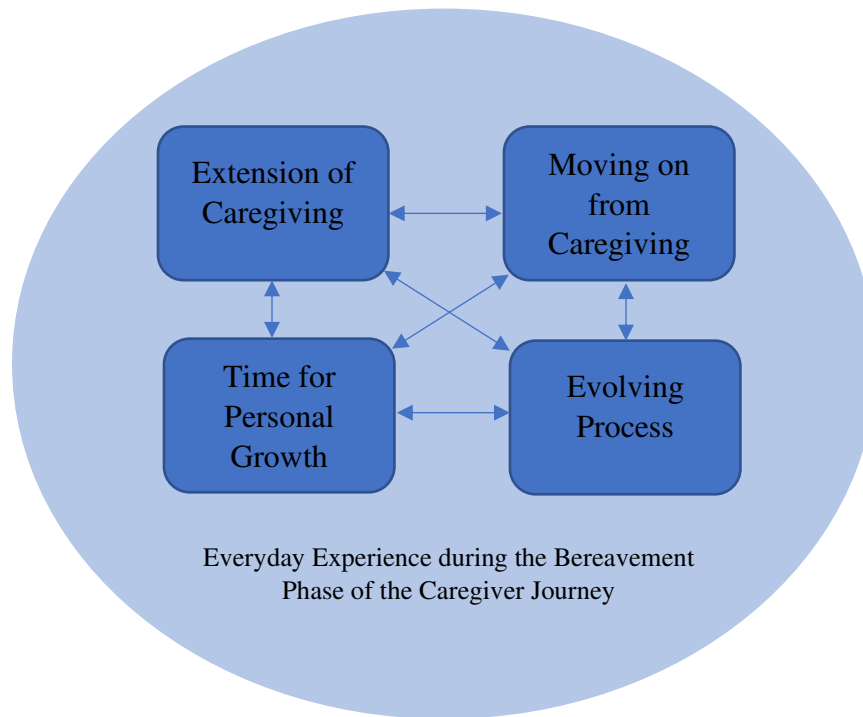 Extension of
Caregiving
Moving on
from
Caregiving
Time for
Personal
Growth
Evolving
Process
Everyday Experience during the Bereavement
Phase of the Caregiver Journey